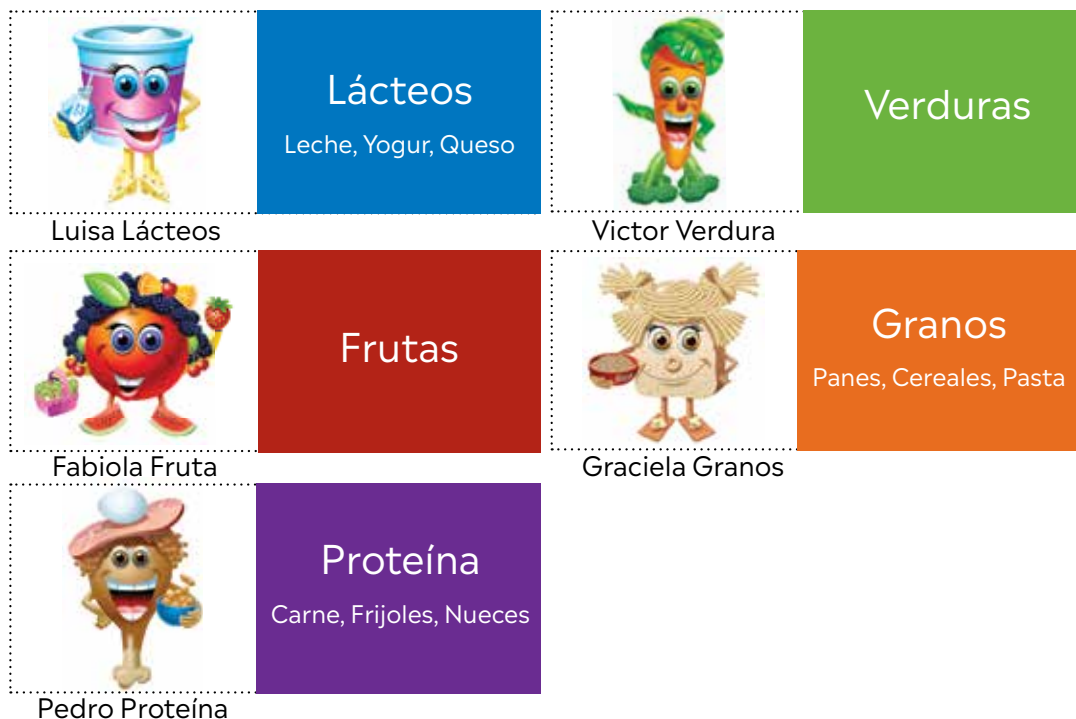 Lácteos
Leche, Yogur, Queso
Luisa Lácteos
Verduras
Victor Verdura
Frutas
Fabiola Fruta
Granos
Panes, Cereales, Pasta
Graciela Granos
Proteína
Carne, Frijoles, Nueces
Pedro Proteína